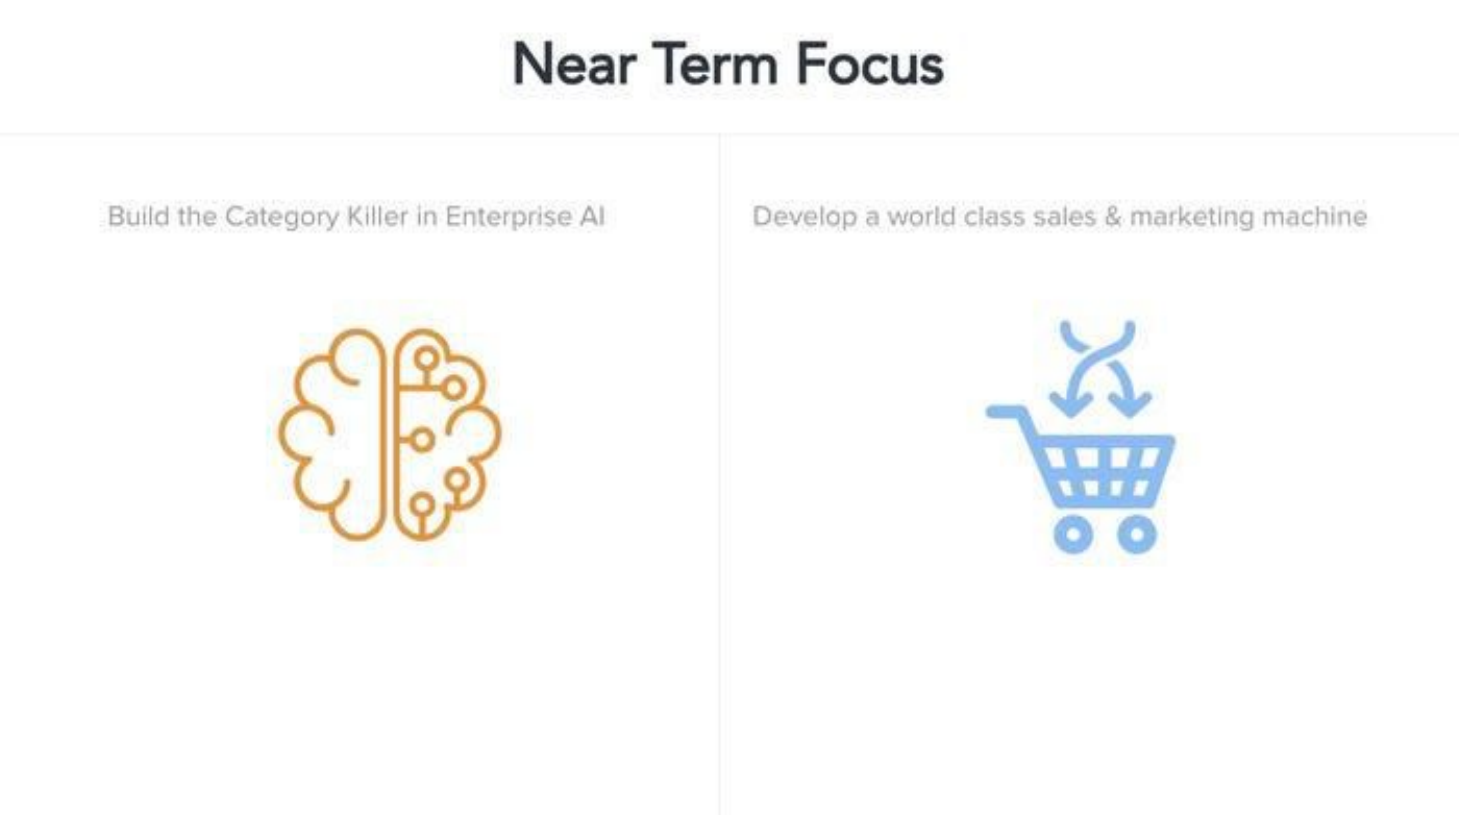 Near Term Focus
Build the Category Killer in Enterprise AI
Develop a world class sales & marketing machine